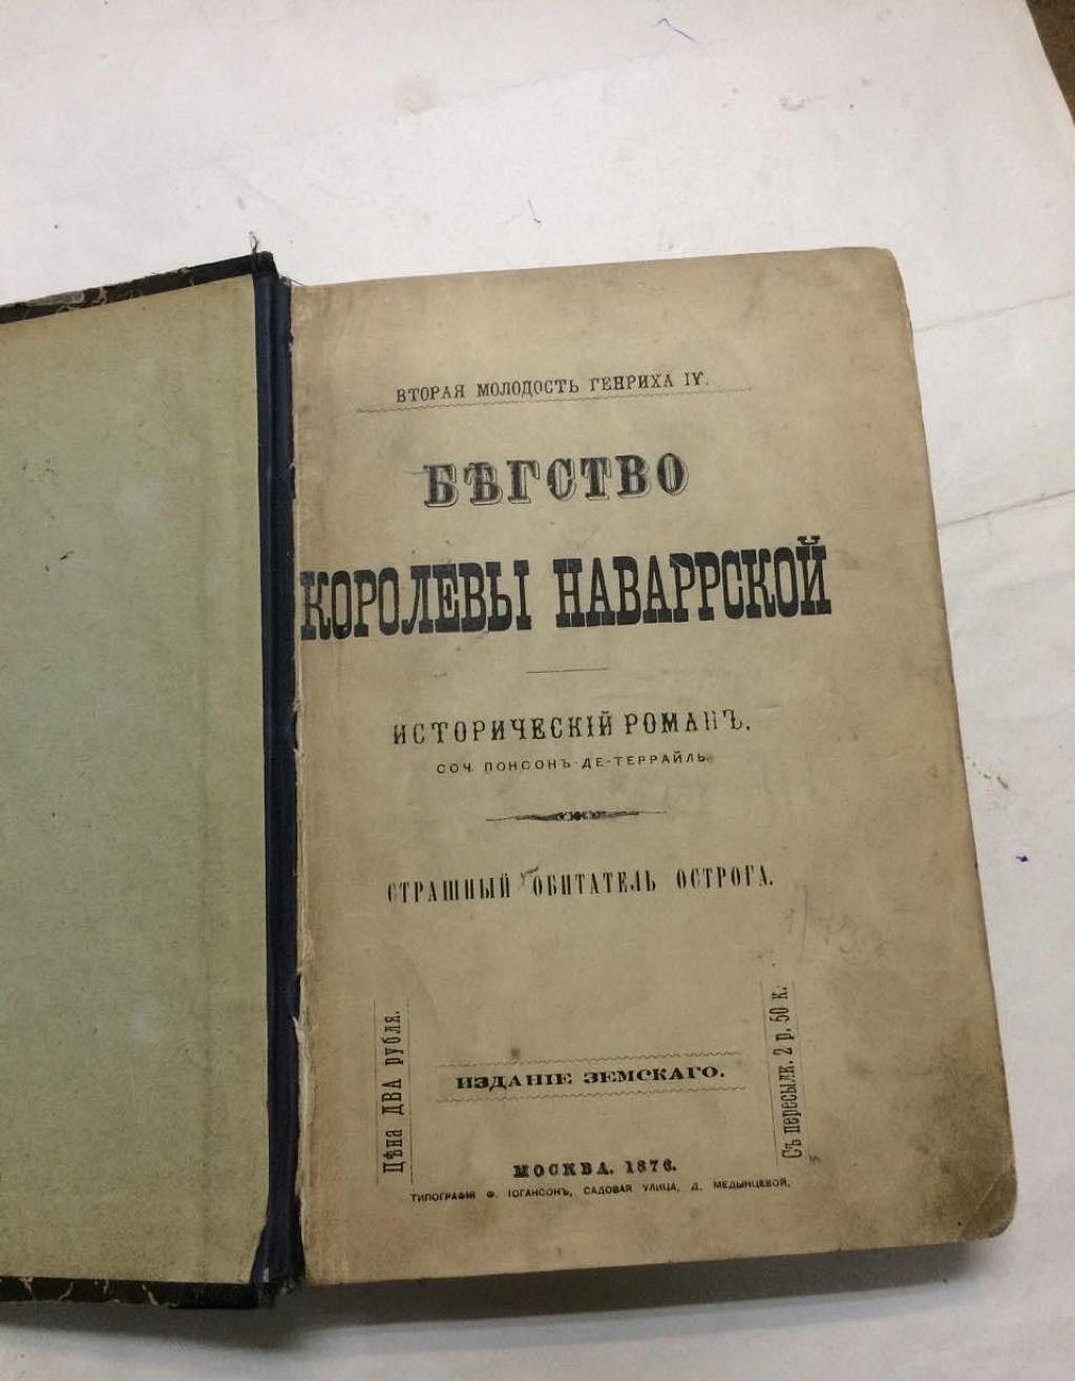 ВТОРАЯ МОЛОДОСТЬ ГЕНРИХА IV.
БѢГСТВО
КОРОЛЕВЫ НАВАРРСКОЙ
ИСТОРИЧЕСКІЙ РОМАНЪ.
СОЧ. ПОНСОНЪ-ДЕ-ТЕРРАЙЛЬ.
СТРАШНЫЙ ОБИТАТЕЛЬ ОСТРОГА.
Цѣна ДВА рубля.
Съ пересылк. 2 р. 50 к.
ИЗДАНІЕ ЗЕМСКАГО.
МОСКВА. 1876.
ТИПОГРАФІЯ Ф. ІОГАНСОНЪ, САДОВАЯ УЛИЦА, Д. МЕДЫНЦЕВОЙ.